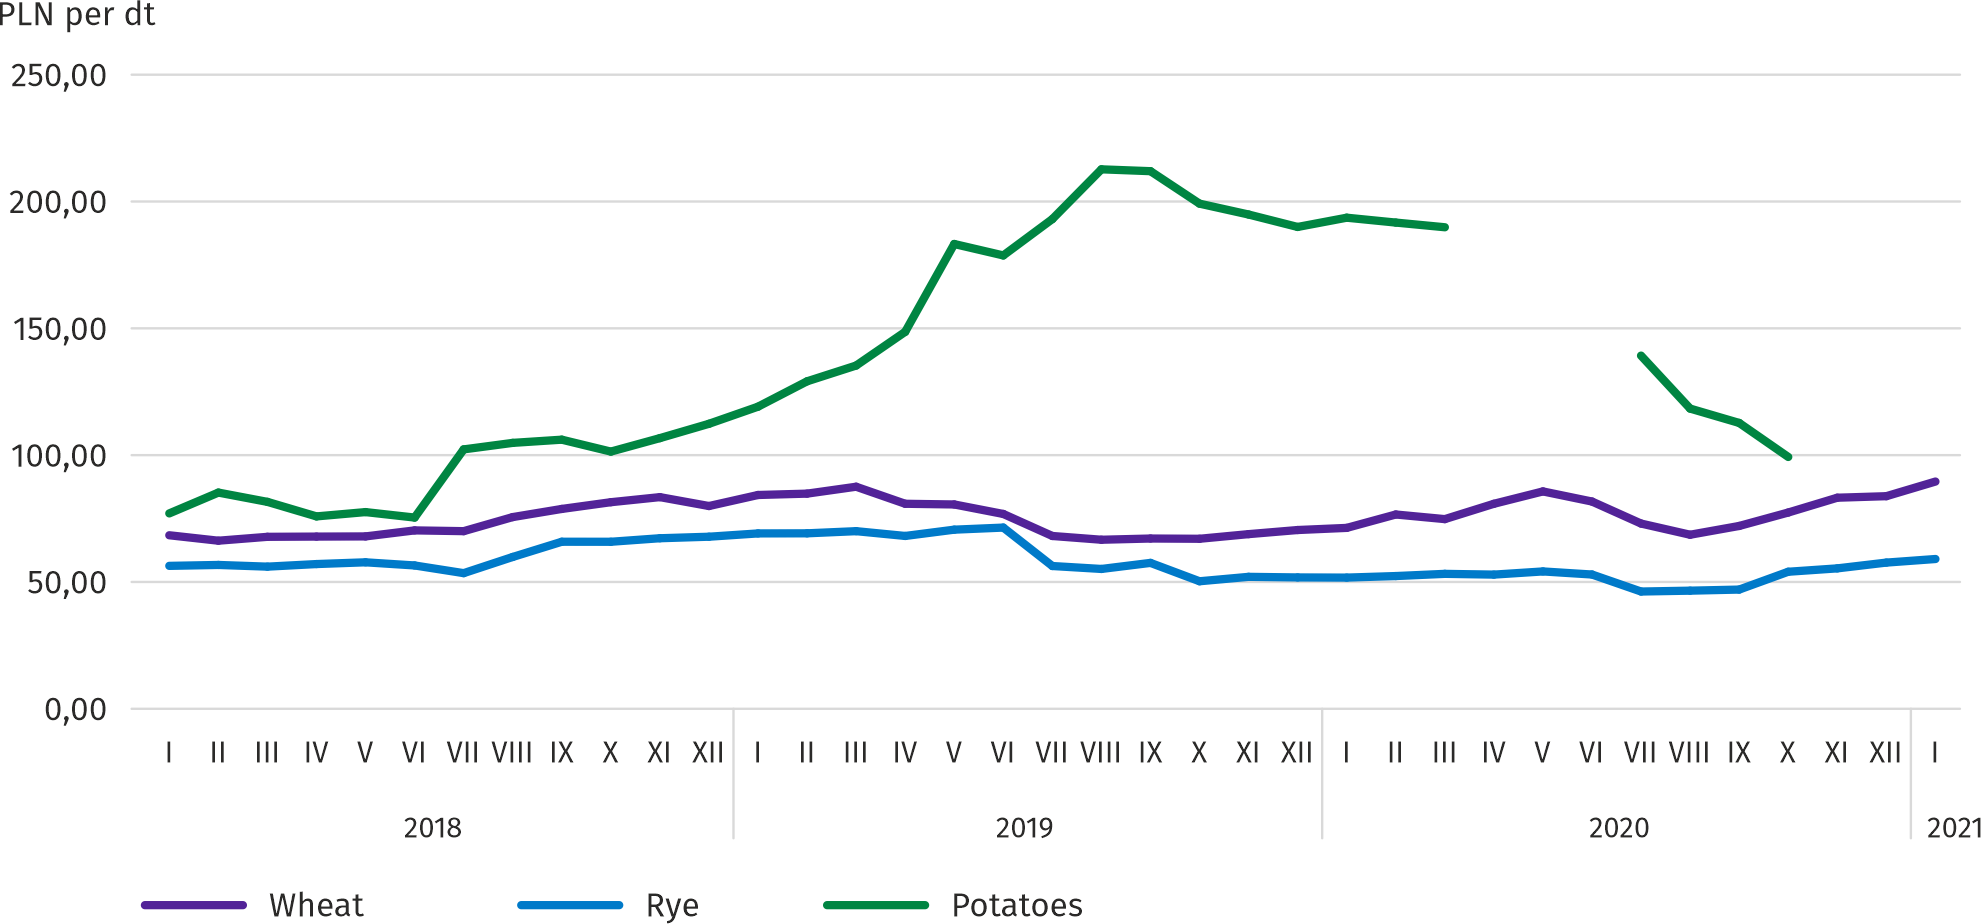 PLN per dt
250,00
200,00
150,00
100,00
50,00
0,00
I II III IV V VI VII VIII IX X XI XII I II III IV V VI VII VIII IX X XI XII I II III IV V VI VII VIII IX X XI XII I
2018 2019 2020 2021
Wheat Rye Potatoes